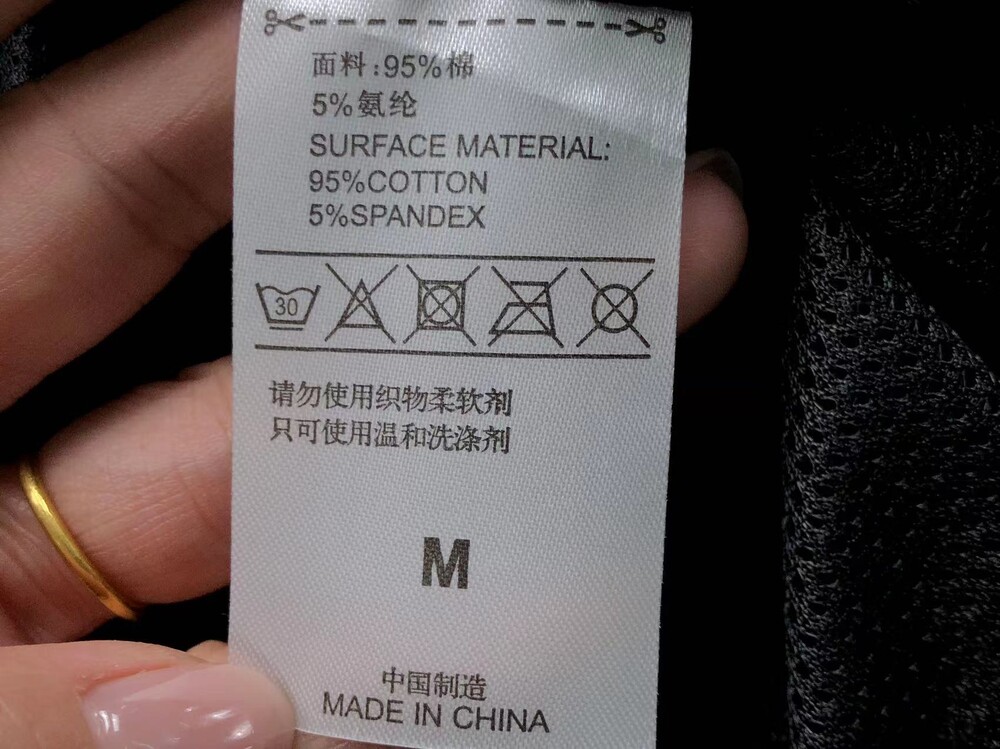 面料:95%棉
5%氨纶
SURFACE MATERIAL:
95%COTTON
5%SPANDEX
30
请勿使用织物柔软剂
只可使用温和洗涤剂
M
中国制造
MADE IN CHINA